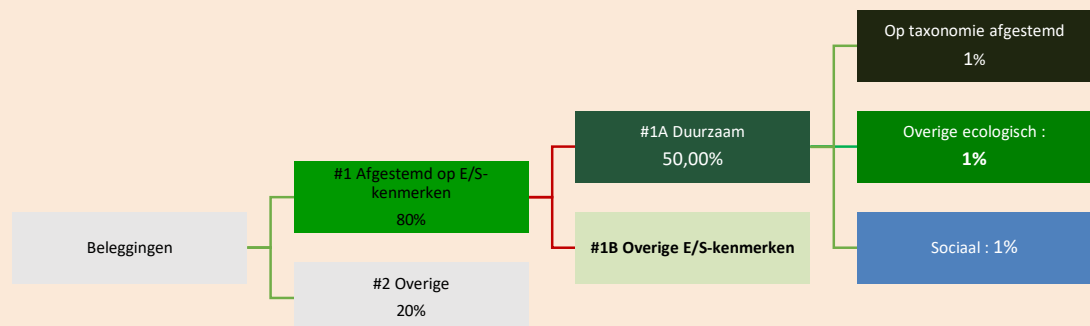 Beleggingen
#1 Afgestemd op E/S-
kenmerken
80%
#2 Overige
20%
#1A Duurzaam
50,00%
#1B Overige E/S-kenmerken
Op taxonomie afgestemd
1%
Overige ecologisch :
1%
Sociaal : 1%